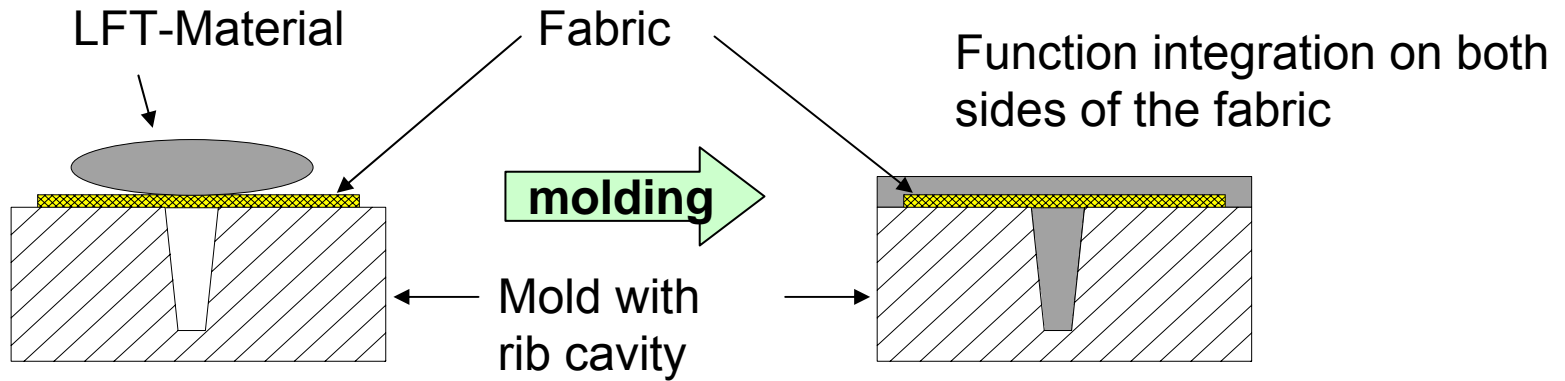 LFT-Material
Fabric
Function integration on both
sides of the fabric
molding
Mold with
rib cavity